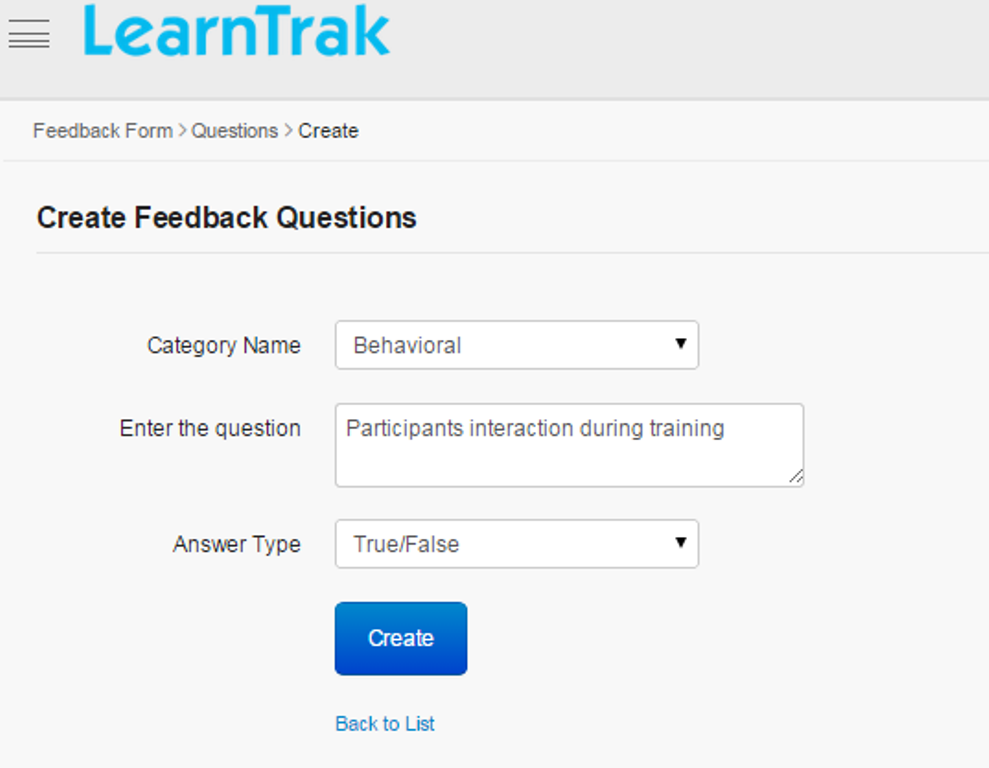 LearnTrak
Feedback Form > Questions > Create
Create Feedback Questions
Category Name Behavioral
Enter the question Participants interaction during training
Answer Type True/False
Create
Back to List